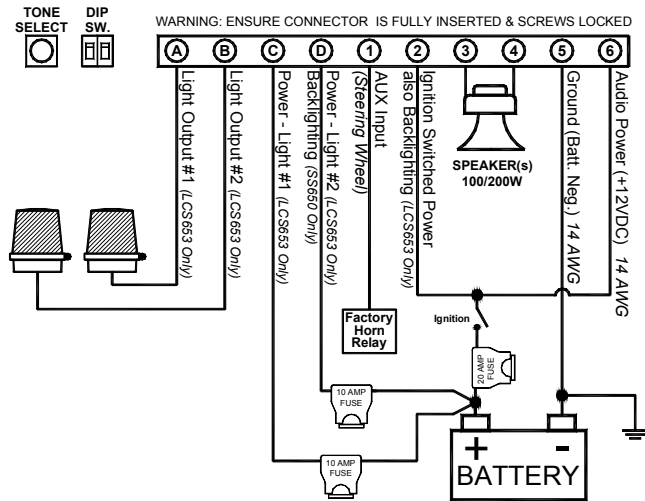 TONE
SELECT
DIP
SW.
WARNING: ENSURE CONNECTOR IS FULLY INSERTED & SCREWS LOCKED
A
B
C
D
1
2
3
4
5
6
Light Output #1 (LCS653 Only)
Light Output #2 (LCS653 Only)
Power - Light #1 (LCS653 Only)
Power - Light #2 (LCS653 Only)
Backlighting (SS650 Only)
AUX Input
(Steering Wheel)
Ignition Switched Power
also Backlighting (LCS653 Only)
SPEAKER(s)
100/200W
Ground (Batt. Neg.) 14 AWG
Audio Power (+12VDC) 14 AWG
Factory
Horn
Relay
Ignition
20 AMP
FUSE
10 AMP
FUSE
10 AMP
FUSE
+ -
BATTERY